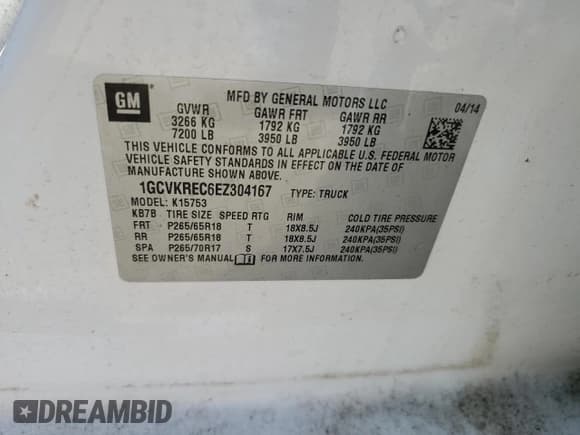 GM
MFD BY GENERAL MOTORS LLC 04/14
GVWR GAWR FRT GAWR RR
3266 KG 1792 KG 1792 KG
7200 LB 3950 LB 3950 LB
THIS VEHICLE CONFORMS TO ALL APPLICABLE U.S. FEDERAL MOTOR
VEHICLE SAFETY STANDARDS IN EFFECT ON THE DATE OF
MANUFACTURE SHOWN ABOVE.
1GCVKREC6EZ304167 TYPE: TRUCK
MODEL: K15753
KB7B TIRE SIZE SPEED RTG RIM COLD TIRE PRESSURE
FRT P265/65R18 T 18X8.5J 240KPA(35PSI)
RR P265/65R18 T 18X8.5J 240KPA(35PSI)
SPA P265/70R17 S 17X7.5J 240KPA(35PSI)
SEE OWNER'S MANUAL FOR MORE INFORMATION.
DREAMBID